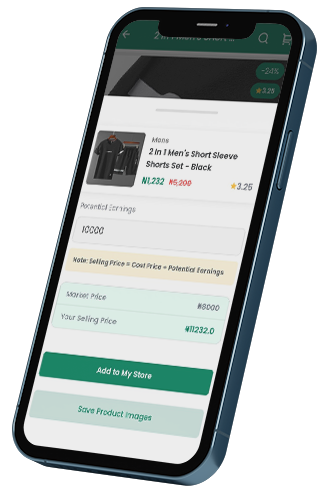 2 in 1 Men's Short S...
-24%
★3.25
Mens
2 in 1 Men's Short Sleeve
Shorts Set - Black
₦1,232 ₦5,200
★3.25
Potential Earnings
10000
Note: Selling Price = Cost Price + Potential Earnings
Market Price
₦6000
Your Selling Price
₦11232.0
Add to My Store
Save Product Images